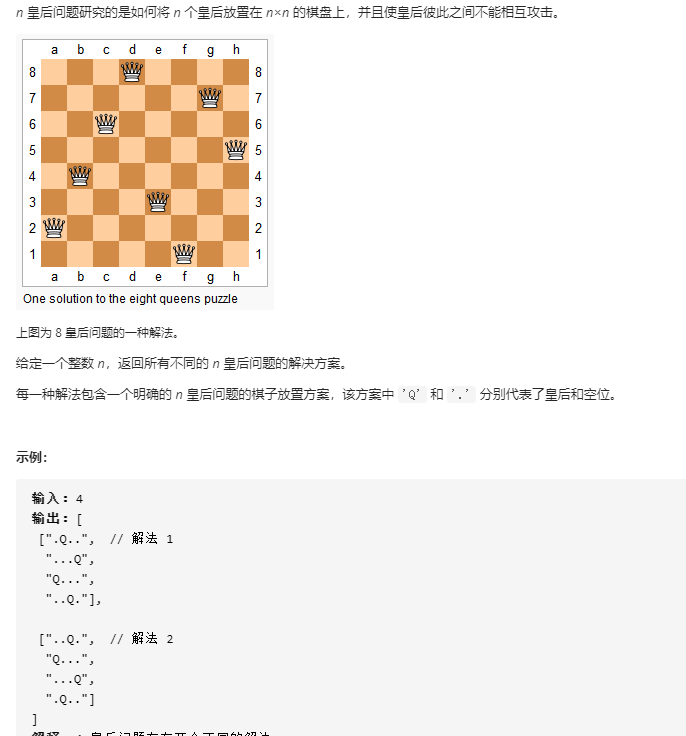 n 皇后问题研究的是如何将 n 个皇后放置在 n×n 的棋盘上，并且使皇后彼此之间不能相互攻击。
a b c d e f g h
8 8
7 7
6 6
5 5
4 4
3 3
2 2
1 1
a b c d e f g h
One solution to the eight queens puzzle
上图为 8 皇后问题的一种解法。
给定一个整数 n，返回所有不同的 n 皇后问题的解决方案。
每一种解法包含一个明确的 n 皇后问题的棋子放置方案，该方案中 'Q' 和 '.' 分别代表了皇后和空位。
示例:
输入: 4
输出: [
[".Q..", // 解法 1
"...Q",
"Q...",
"..Q."],
["..Q.", // 解法 2
"Q...",
"...Q",
".Q.."]
]